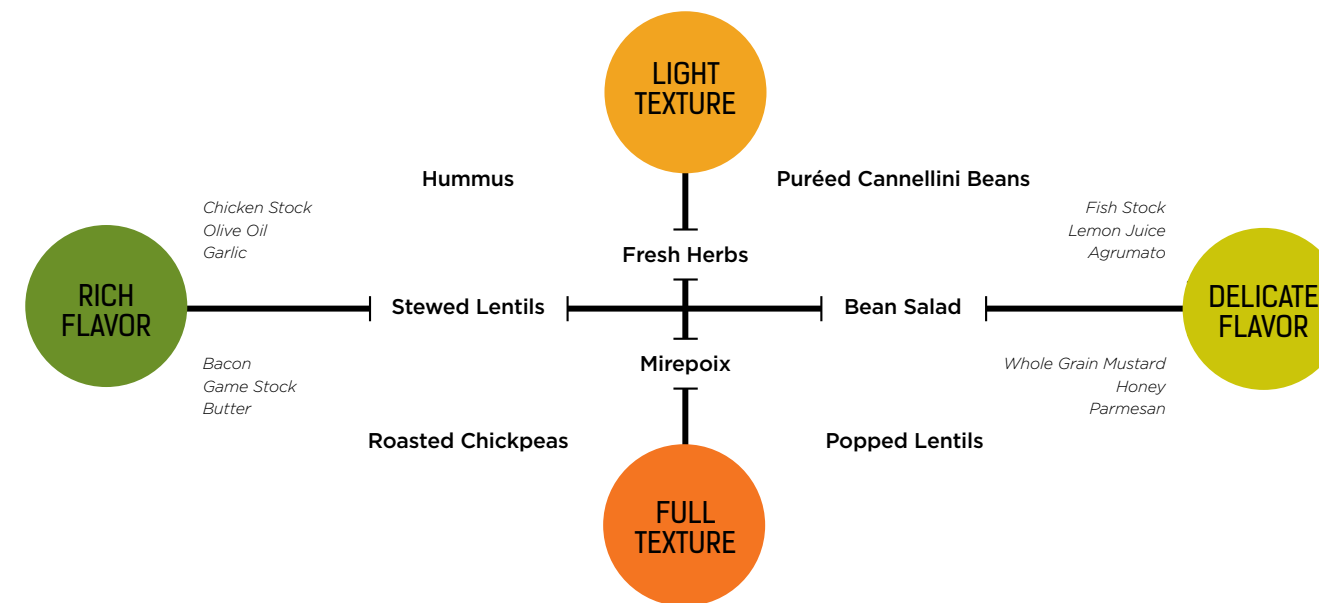 LIGHT
TEXTURE
Hummus
Puréed Cannellini Beans
Chicken Stock
Olive Oil
Garlic
Fish Stock
Lemon Juice
Agrumato
Fresh Herbs
RICH
FLAVOR
Stewed Lentils
Bean Salad
DELICATE
FLAVOR
Mirepoix
Bacon
Game Stock
Butter
Whole Grain Mustard
Honey
Parmesan
Roasted Chickpeas
Popped Lentils
FULL
TEXTURE